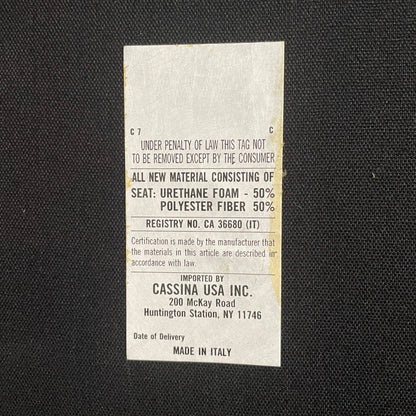 C 7 C
UNDER PENALTY OF LAW THIS TAG NOT
TO BE REMOVED EXCEPT BY THE CONSUMER
ALL NEW MATERIAL CONSISTING OF
SEAT: URETHANE FOAM - 50%
POLYESTER FIBER 50%
REGISTRY NO. CA 36680 (IT)
Certification is made by the manufacturer that
the materials in this article are described in
accordance with law.
IMPORTED BY
CASSINA USA INC.
200 McKay Road
Huntington Station, NY 11746
Date of Delivery
MADE IN ITALY